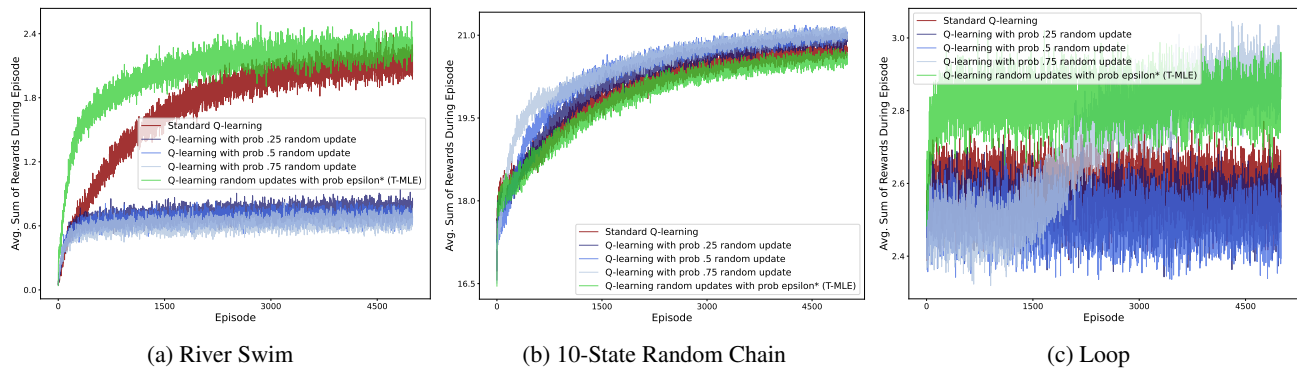 Avg. Sum of Rewards During Episode
2.4
1.8
1.2
0.6
0.0
Standard Q-learning
Q-learning with prob .25 random update
Q-learning with prob .5 random update
Q-learning with prob .75 random update
Q-learning random updates with prob epsilon* (T-MLE)
0
1500
3000
4500
Episode
(a) River Swim
Avg. Sum of Rewards During Episode
21.0
19.5
18.0
16.5
Standard Q-learning
Q-learning with prob .25 random update
Q-learning with prob .5 random update
Q-learning with prob .75 random update
Q-learning random updates with prob epsilon* (T-MLE)
0
1500
3000
4500
Episode
(b) 10-State Random Chain
Avg. Sum of Rewards During Episode
3.0
2.8
2.6
2.4
Standard Q-learning
Q-learning with prob .25 random update
Q-learning with prob .5 random update
Q-learning with prob .75 random update
Q-learning random updates with prob epsilon* (T-MLE)
0
1500
3000
4500
Episode
(c) Loop